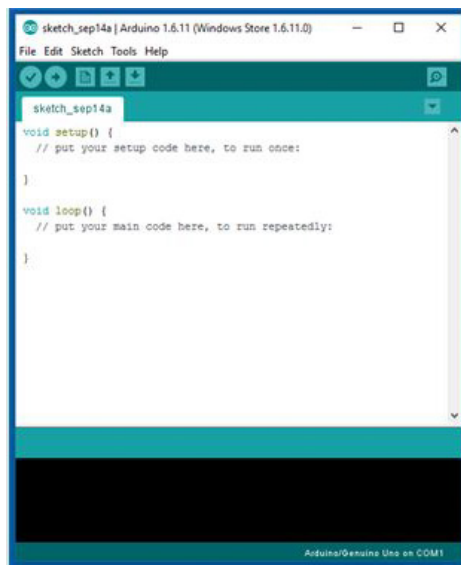 sketch_sep14a | Arduino 1.6.11 (Windows Store 1.6.11.0)
File Edit Sketch Tools Help
sketch_sep14a
void setup() {
// put your setup code here, to run once:
}
void loop() {
// put your main code here, to run repeatedly:
}
Arduino/Genuino Uno on COM1